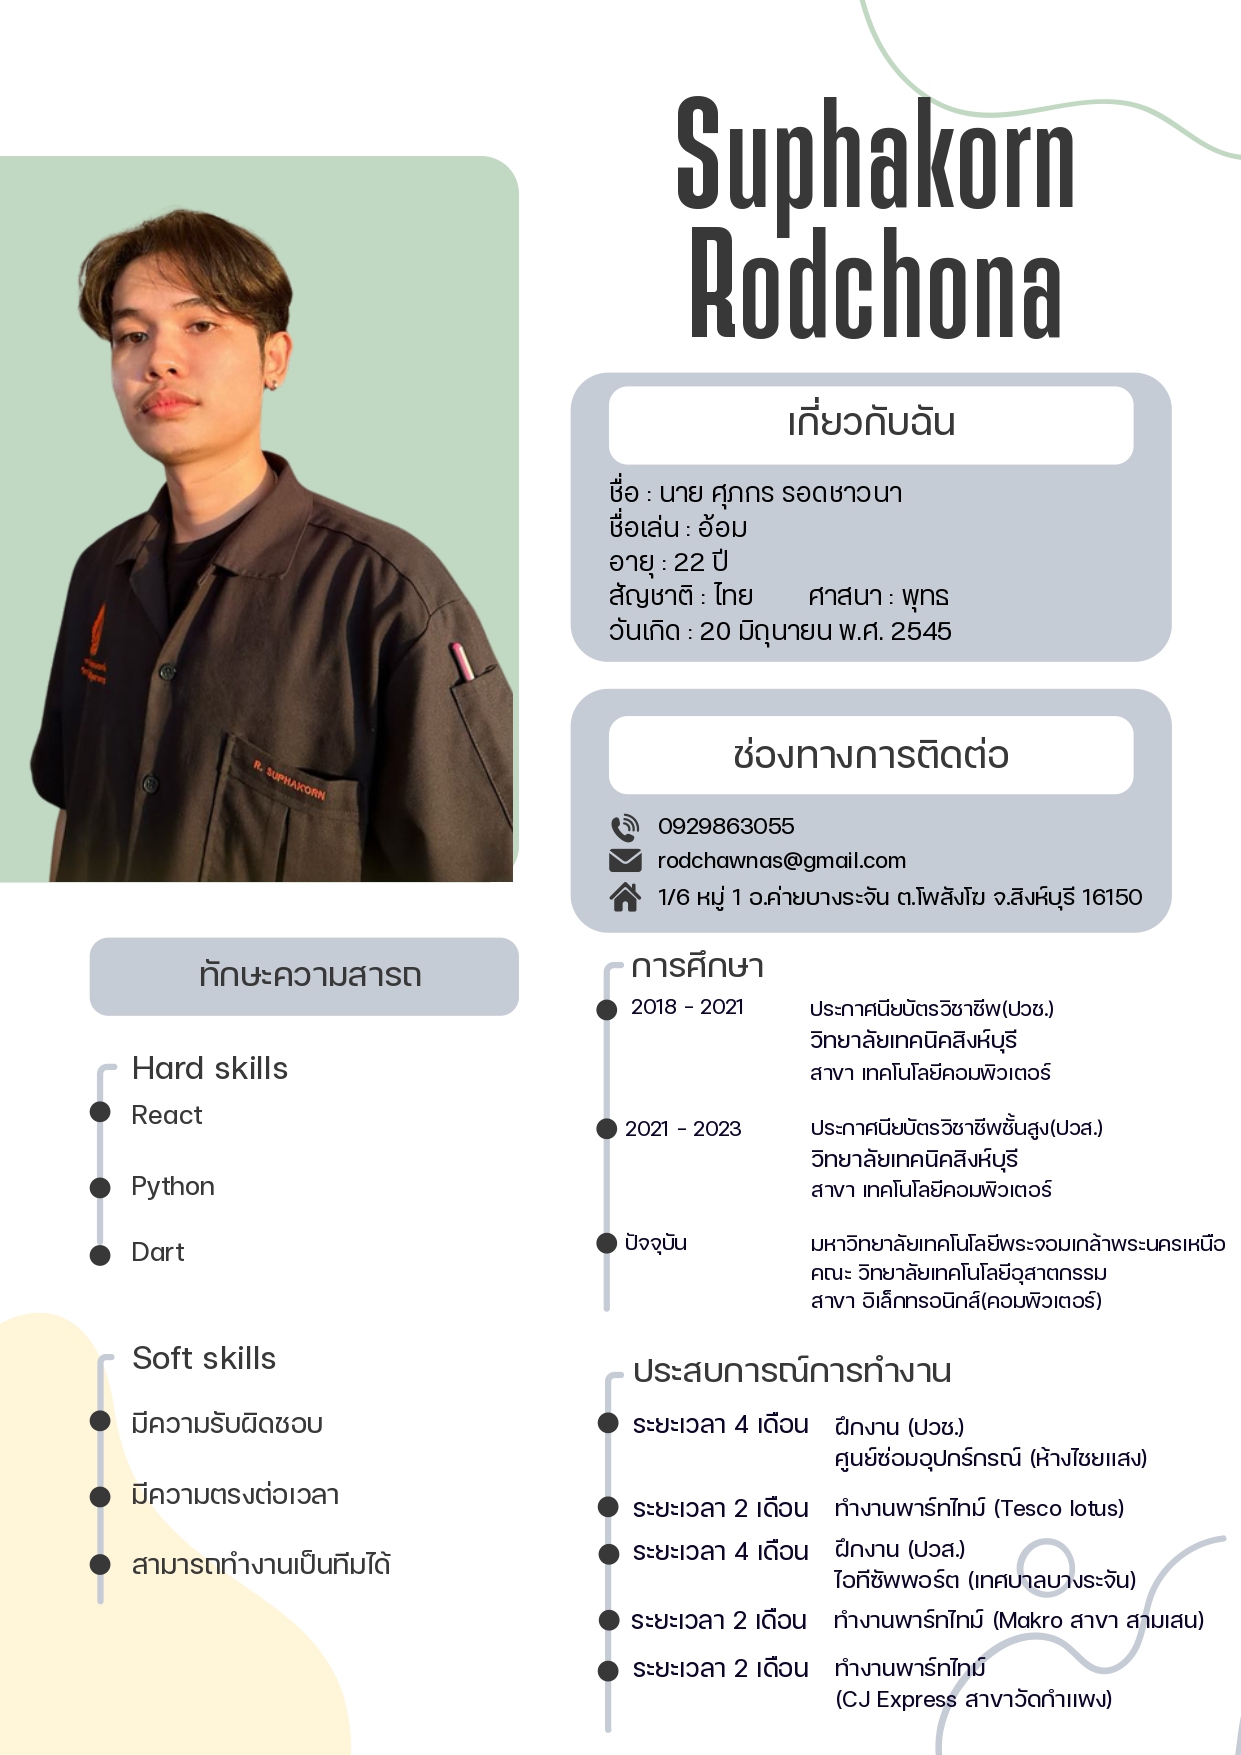 Suphakorn
Rodchona
เกี่ยวกับฉัน
ชื่อ : นาย ศุภกร รอดชาวนา
ชื่อเล่น : อ้อม
อายุ : 22 ปี
สัญชาติ : ไทย ศาสนา : พุทธ
วันเกิด : 20 มิถุนายน พ.ศ. 2545
ช่องทางการติดต่อ
0929863055
rodchawnas@gmail.com
1/6 หมู่ 1 อ.ค่ายบางระจัน ต.โพสังโฆ จ.สิงห์บุรี 16150
R. SUPHAKORN
ทักษะความสารถ
Hard skills
React
Python
Dart
Soft skills
มีความรับผิดชอบ
มีความตรงต่อเวลา
สามารถทำงานเป็นทีมได้
การศึกษา
2018 - 2021 ประกาศนียบัตรวิชาชีพ(ปวช.)
วิทยาลัยเทคนิคสิงห์บุรี
สาขา เทคโนโลยีคอมพิวเตอร์
2021 - 2023 ประกาศนียบัตรวิชาชีพชั้นสูง(ปวส.)
วิทยาลัยเทคนิคสิงห์บุรี
สาขา เทคโนโลยีคอมพิวเตอร์
ปัจจุบัน มหาวิทยาลัยเทคโนโลยีพระจอมเกล้าพระนครเหนือ
คณะ วิทยาลัยเทคโนโลยีอุสาตกรรม
สาขา อิเล็กทรอนิกส์(คอมพิวเตอร์)
ประสบการณ์การทำงาน
ระยะเวลา 4 เดือน ฝึกงาน (ปวช.)
ศูนย์ซ่อมอุปกร์กรณ์ (ห้างไชยแสง)
ระยะเวลา 2 เดือน ทำงานพาร์ทไทม์ (Tesco lotus)
ระยะเวลา 4 เดือน ฝึกงาน (ปวส.)
ไอทีซัพพอร์ต (เทศบาลบางระจัน)
ระยะเวลา 2 เดือน ทำงานพาร์ทไทม์ (Makro สาขา สามเสน)
ระยะเวลา 2 เดือน ทำงานพาร์ทไทม์
(CJ Express สาขาวัดกำแพง)